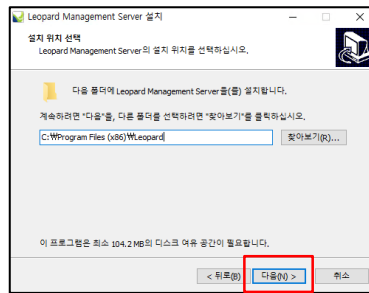 Leopard Management Server 설치
설치 위치 선택
Leopard Management Server의 설치 위치를 선택하십시오.
다음 폴더에 Leopard Management Server을(를) 설치합니다.
계속하려면 "다음"을, 다른 폴더를 선택하려면 "찾아보기"를 클릭하십시오.
C:₩Program Files (x86)₩Leopard
찾아보기(R)...
이 프로그램은 최소 104.2 MB의 디스크 여유 공간이 필요합니다.
< 뒤로(B) 다음(N) > 취소